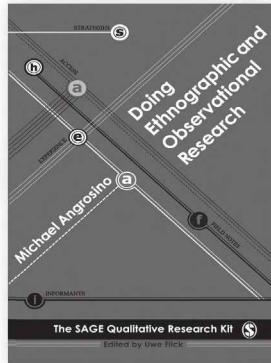 STRATEGIES
s
h
ACCESS
a
Doing
Ethnographic and
Observational
Research
e
EXPERIENCE
a
Michael Angrosino
f
FIELD NOTES
i
INFORMANTS
The SAGE Qualitative Research Kit
S
Edited by Uwe Flick